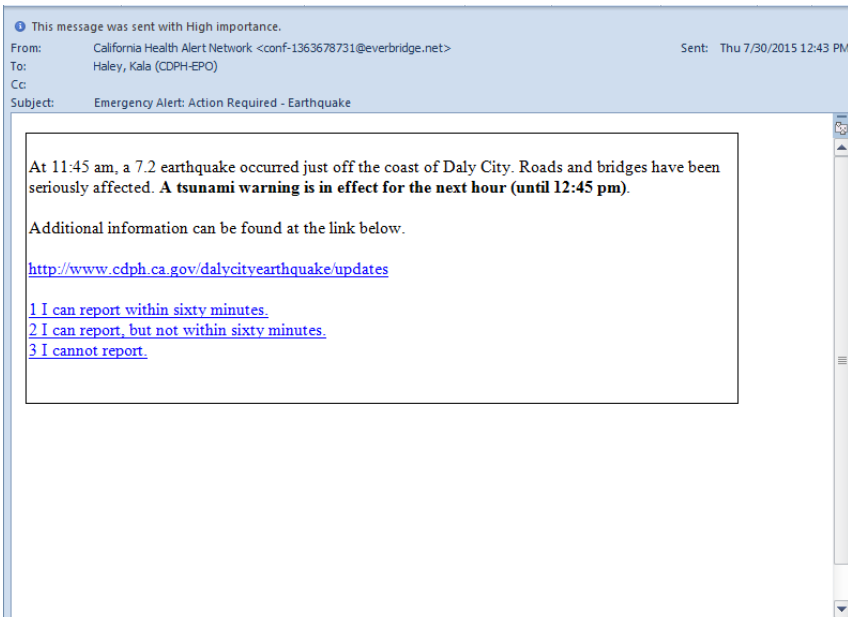 This message was sent with High importance.
From: California Health Alert Network <conf-1363678731@everbridge.net> Sent: Thu 7/30/2015 12:43 PM
To: Haley, Kala (CDPH-EPO)
Cc:
Subject: Emergency Alert: Action Required - Earthquake
At 11:45 am, a 7.2 earthquake occurred just off the coast of Daly City. Roads and bridges have been
seriously affected. A tsunami warning is in effect for the next hour (until 12:45 pm).
Additional information can be found at the link below.
http://www.cdph.ca.gov/dalycityearthquake/updates
1 I can report within sixty minutes.
2 I can report, but not within sixty minutes.
3 I cannot report.